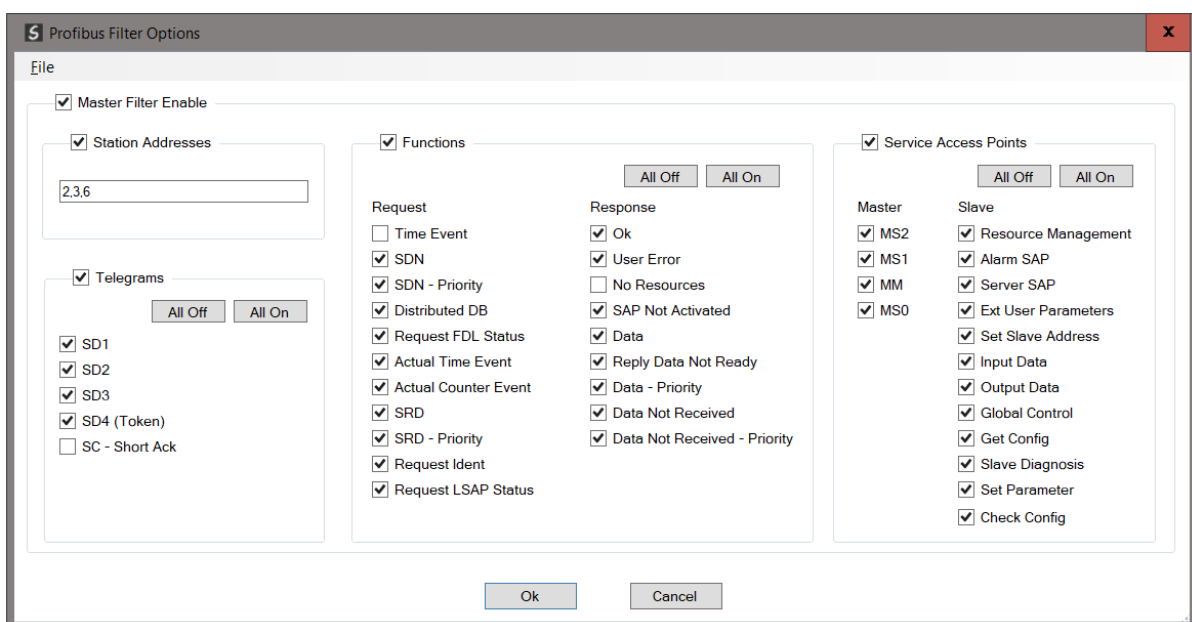 S Profibus Filter Options x
File
Master Filter Enable
Station Addresses
2,3,6
Telegrams
All Off All On
SD1
SD2
SD3
SD4 (Token)
SC - Short Ack
Functions
All Off All On
Request
Time Event
SDN
SDN - Priority
Distributed DB
Request FDL Status
Actual Time Event
Actual Counter Event
SRD
SRD - Priority
Request Ident
Request LSAP Status
Response
Ok
User Error
No Resources
SAP Not Activated
Data
Reply Data Not Ready
Data - Priority
Data Not Received
Data Not Received - Priority
Service Access Points
All Off All On
Master
MS2
MS1
MM
MS0
Slave
Resource Management
Alarm SAP
Server SAP
Ext User Parameters
Set Slave Address
Input Data
Output Data
Global Control
Get Config
Slave Diagnosis
Set Parameter
Check Config
Ok Cancel